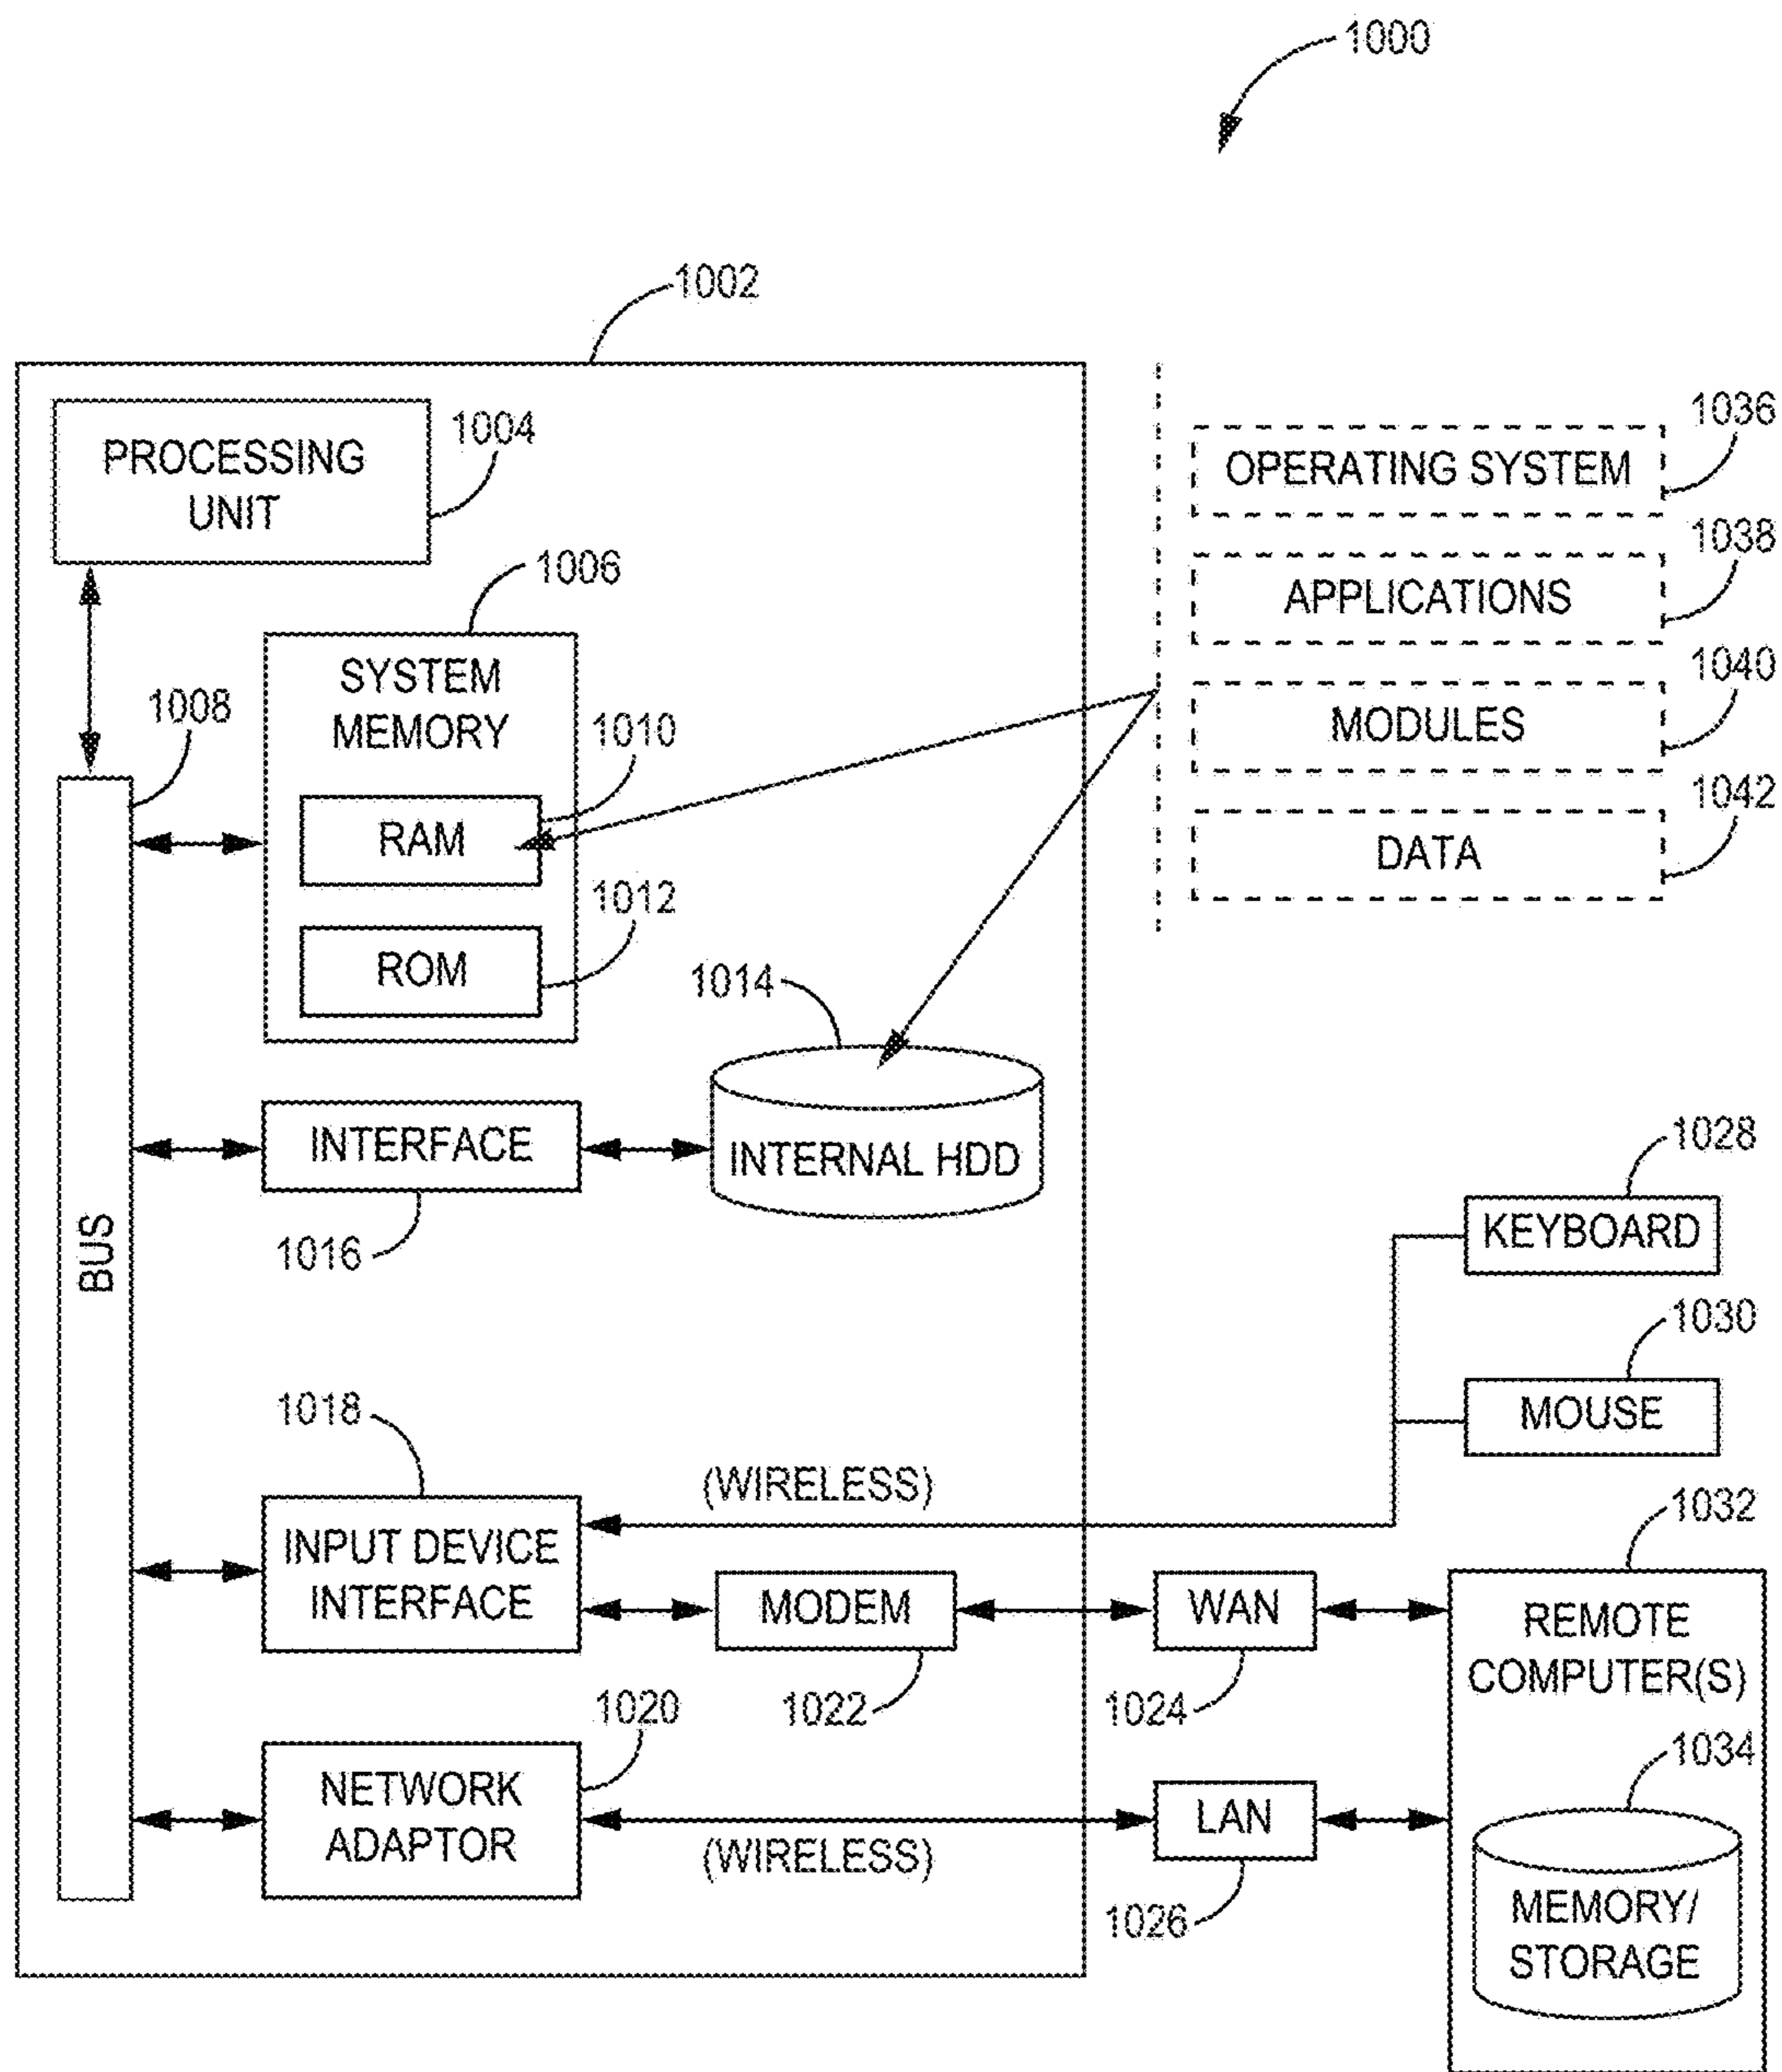 1000
1002
PROCESSING
UNIT
1004
1006
SYSTEM
MEMORY
1008
1010
RAM
1012
ROM
1014
INTERNAL HDD
INTERFACE
1016
BUS
1018
INPUT DEVICE
INTERFACE
(WIRELESS)
MODEM
1022
1020
NETWORK
ADAPTOR
(WIRELESS)
1036
OPERATING SYSTEM
1038
APPLICATIONS
1040
MODULES
1042
DATA
1028
KEYBOARD
1030
MOUSE
1032
WAN
1024
LAN
1026
REMOTE
COMPUTER(S)
1034
MEMORY/
STORAGE